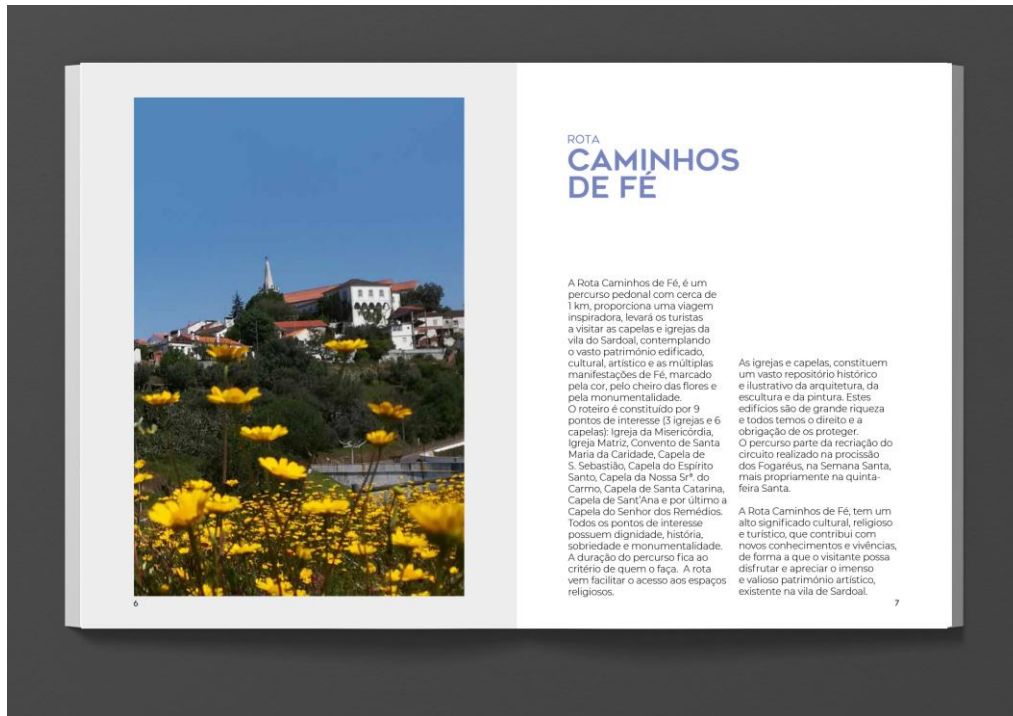 6
ROTA
CAMINHOS
DE FÉ
A Rota Caminhos de Fé, é um
percurso pedonal com cerca de
1 km, proporciona uma viagem
inspiradora, levará os turistas
a visitar as capelas e igrejas da
vila do Sardoal, contemplando
o vasto património edificado,
cultural, artístico e as múltiplas
manifestações de Fé, marcado
pela cor, pelo cheiro das flores e
pela monumentalidade.
O roteiro é constituído por 9
pontos de interesse (3 igrejas e 6
capelas): Igreja da Misericórdia,
Igreja Matriz, Convento de Santa
Maria da Caridade, Capela de
S. Sebastião, Capela do Espírito
Santo, Capela da Nossa Srª. do
Carmo, Capela de Santa Catarina,
Capela de Sant'Ana e por último a
Capela do Senhor dos Remédios.
Todos os pontos de interesse
possuem dignidade, história,
sobriedade e monumentalidade.
A duração do percurso fica ao
critério de quem o faça. A rota
vem facilitar o acesso aos espaços
religiosos.
As igrejas e capelas, constituem
um vasto repositório histórico
e ilustrativo da arquitetura, da
escultura e da pintura. Estes
edifícios são de grande riqueza
e todos temos o direito e a
obrigação de os proteger.
O percurso parte da recriação do
circuito realizado na procissão
dos Fogaréus, na Semana Santa,
mais propriamente na quinta-
feira Santa.
A Rota Caminhos de Fé, tem um
alto significado cultural, religioso
e turístico, que contribui com
novos conhecimentos e vivências,
de forma a que o visitante possa
disfrutar e apreciar o imenso
e valioso património artístico,
existente na vila de Sardoal.
7